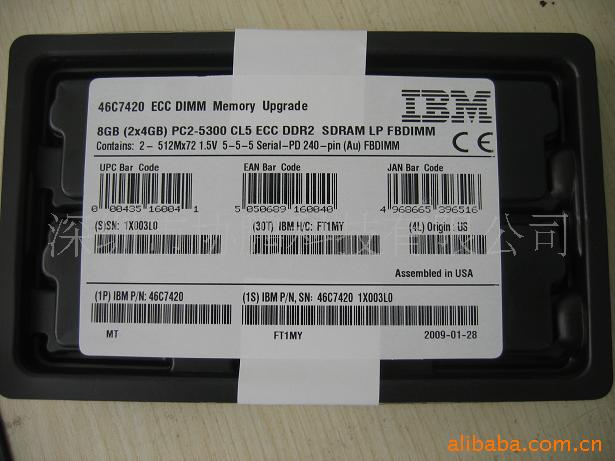 46C7420 ECC DIMM Memory Upgrade
IBM
8GB (2x4GB) PC2-5300 CL5 ECC DDR2 SDRAM LP FBDIMM
Contains: 2- 512Mx72 1.5V 5-5-5 Serial-PD 240-pin (Au) FBDIMM
CE
UPC Bar Code EAN Bar Code JAN Bar Code
0 00435 16004 1 5 050689 160040 4 968665 396516
(S)SN: 1X003L0 (30T) IBM H/C: FT1MY (4L) Origin: US
深 有限公司
Assembled in USA
(1P) IBM P/N: 46C7420 (1S) IBM P/N, SN: 46C7420 1X003L0
MT FT1MY 2009-01-28
alibaba.com.cn